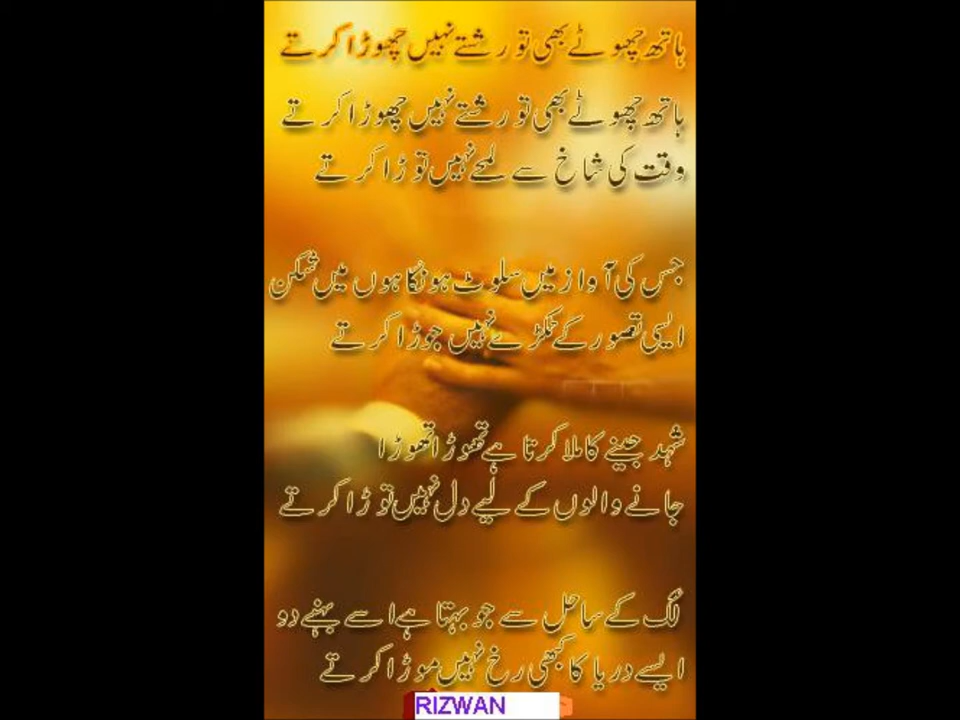 ہاتھ چھوٹے بھی تو رشتے نہیں چھوڑا کرتے
ہاتھ چھوٹے بھی تو رشتے نہیں چھوڑا کرتے
وقت کی شاخ سے لمحے نہیں توڑا کرتے
جس کی آواز میں سلوٹ ہو نگاہوں میں شکن
ایسی تصور کے ٹکڑے نہیں جوڑا کرتے
شہد جینے کا ملا کرتا ہے تھوڑا تھوڑا
جانے والوں کے لیے دل نہیں توڑا کرتے
لگ کے ساحل سے جو بہتا ہے اسے بہنے دو
ایسے دریا کا کبھی رخ نہیں موڑا کرتے
RIZWAN